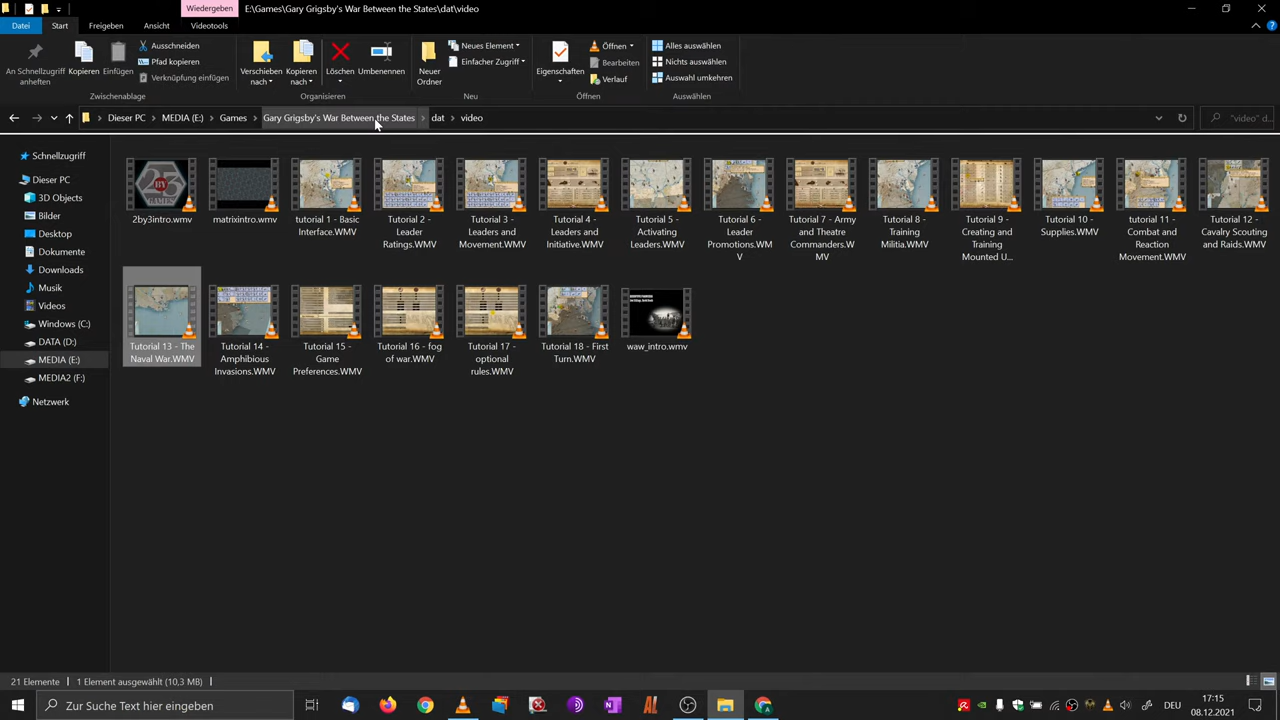 Wiedergeben
E:\Games\Gary Grigsby's War Between the States\dat\video
Datei
Start
Freigeben
Ansicht
Videotools
An Schnellzugriff
anheften
Kopieren
Einfügen
Ausschneiden
Pfad kopieren
Verknüpfung einfügen
Verschieben
nach
Kopieren
nach
Löschen
Umbenennen
Neuer
Ordner
Neues Element
Einfacher Zugriff
Eigenschaften
Öffnen
Bearbeiten
Verlauf
Alles auswählen
Nichts auswählen
Auswahl umkehren
Zwischenablage
Organisieren
Neu
Öffnen
Auswählen
Dieser PC
MEDIA (E:)
Games
Gary Grigsby's War Between the States
dat
video
"video" d...
Schnellzugriff
Dieser PC
3D Objects
Bilder
Desktop
Dokumente
Downloads
Musik
Videos
Windows (C:)
DATA (D:)
MEDIA (E:)
MEDIA2 (F:)
Netzwerk
2by3intro.wmv
matrixintro.wmv
tutorial 1 - Basic
Interface.WMV
Tutorial 2 -
Leader
Ratings.WMV
Tutorial 3 -
Leaders and
Movement.WMV
Tutorial 4 -
Leaders and
Initiative.WMV
Tutorial 5 -
Activating
Leaders.WMV
Tutorial 6 -
Leader
Promotions.WM
V
Tutorial 7 - Army
and Theatre
Commanders.W
MV
Tutorial 8 -
Training
Militia.WMV
Tutorial 9 -
Creating and
Training
Mounted U...
Tutorial 10 -
Supplies.WMV
tutorial 11 -
Combat and
Reaction
Movement.WMV
Tutorial 12 -
Cavalry Scouting
and Raids.WMV
Tutorial 13 - The
Naval War.WMV
Tutorial 14 -
Amphibious
Invasions.WMV
Tutorial 15 -
Game
Preferences.WMV
Tutorial 16 - fog
of war.WMV
Tutorial 17 -
optional
rules.WMV
Tutorial 18 - First
Turn.WMV
waw_intro.wmv
21 Elemente
1 Element ausgewählt (10,3 MB)
Zur Suche Text hier eingeben
DEU
17:15
08.12.2021